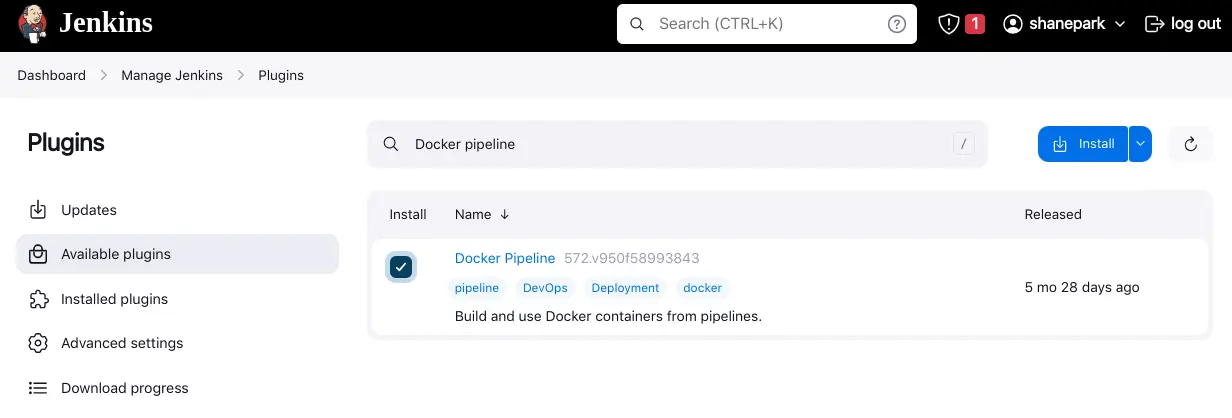 Jenkins
Search (CTRL+K)
?
1
shanepark
log out
Dashboard > Manage Jenkins > Plugins
Plugins
Docker pipeline
/
Install
Updates
Available plugins
Installed plugins
Advanced settings
Download progress
Install Name ↓ Released
Docker Pipeline 572.v950f58993843
pipeline DevOps Deployment docker
5 mo 28 days ago
Build and use Docker containers from pipelines.